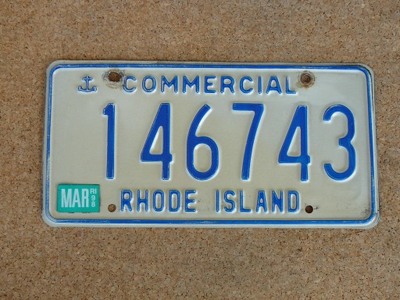 COMMERCIAL
146743
MAR
RHODE ISLAND